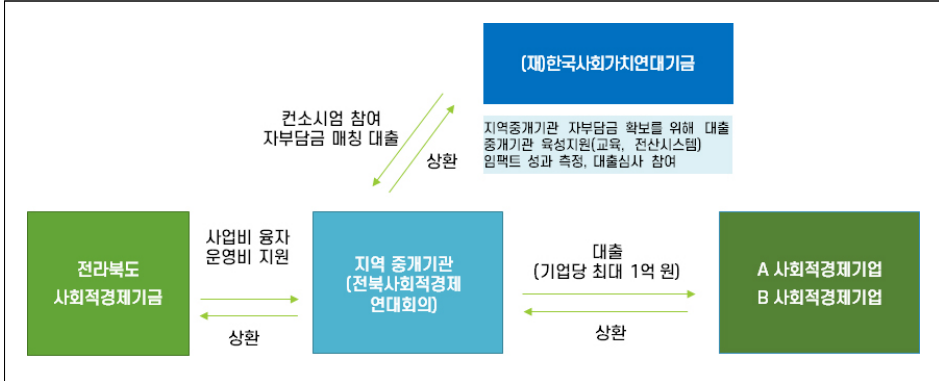 (재)한국사회가치연대기금
컨소시엄 참여
자부담금 매칭 대출
상환
지역중개기관 자부담금 확보를 위해 대출
중개기관 육성지원(교육, 전산시스템)
임팩트 성과 측정, 대출심사 참여
전라북도
사회적경제기금
사업비 융자
운영비 지원
상환
지역 중개기관
(전북사회적경제
연대회의)
대출
(기업당 최대 1억 원)
상환
A 사회적경제기업
B 사회적경제기업